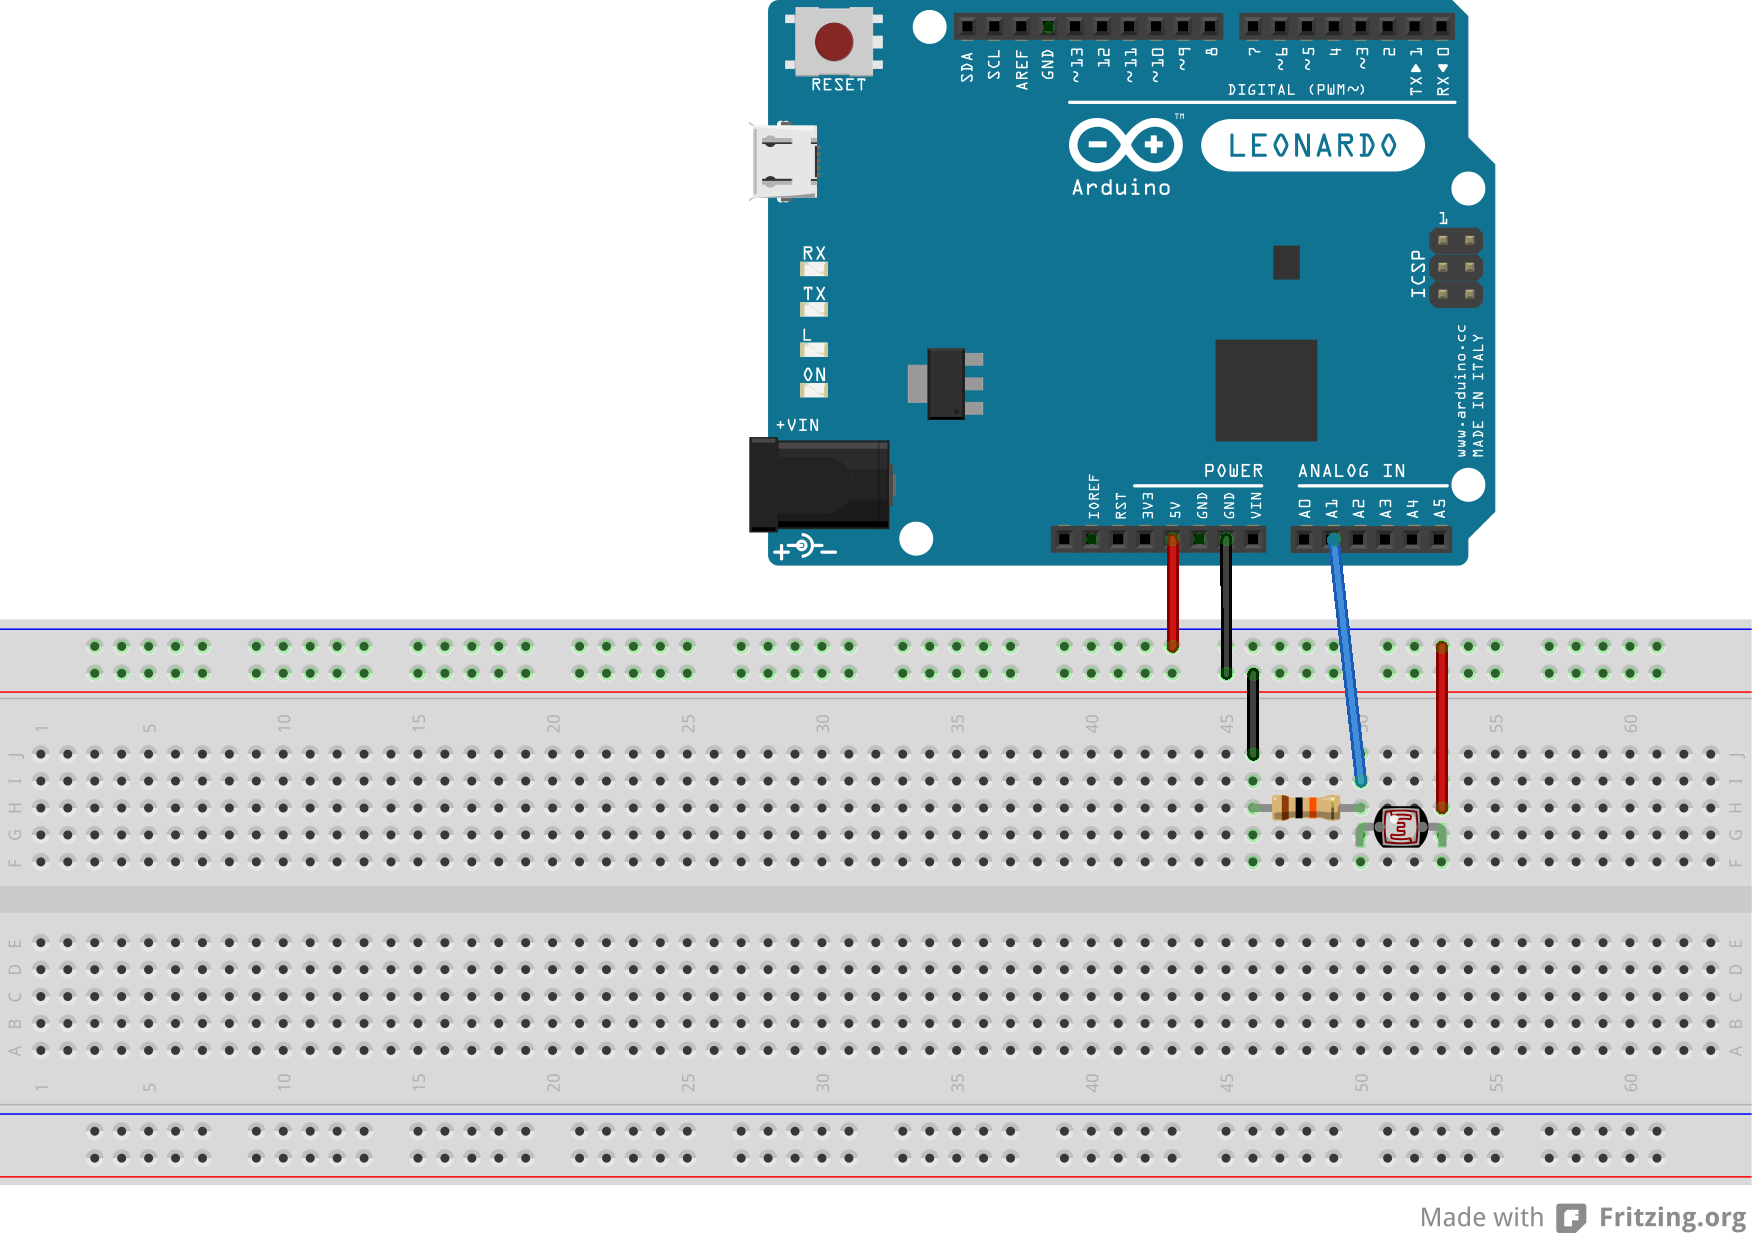 RESET
SDA SCL AREF GND ~13 12 ~11 ~10 ~9 8 7 ~6 ~5 4 ~3 2 TX▶1 RX◀0
DIGITAL (PWM~)
TM
LEONARDO
Arduino
1
ICSP
RX
TX
L
ON
+VIN
www.arduino.cc
MADE IN ITALY
POWER
ANALOG IN
IOREF RST 3V3 5V GND GND VIN A0 A1 A2 A3 A4 A5
+ -
1 5 10 15 20 25 30 35 40 45 50 55 60
J J
I I
H H
G G
F F
E E
D D
C C
B B
A A
1 5 10 15 20 25 30 35 40 45 50 55 60
Made with Fritzing.org